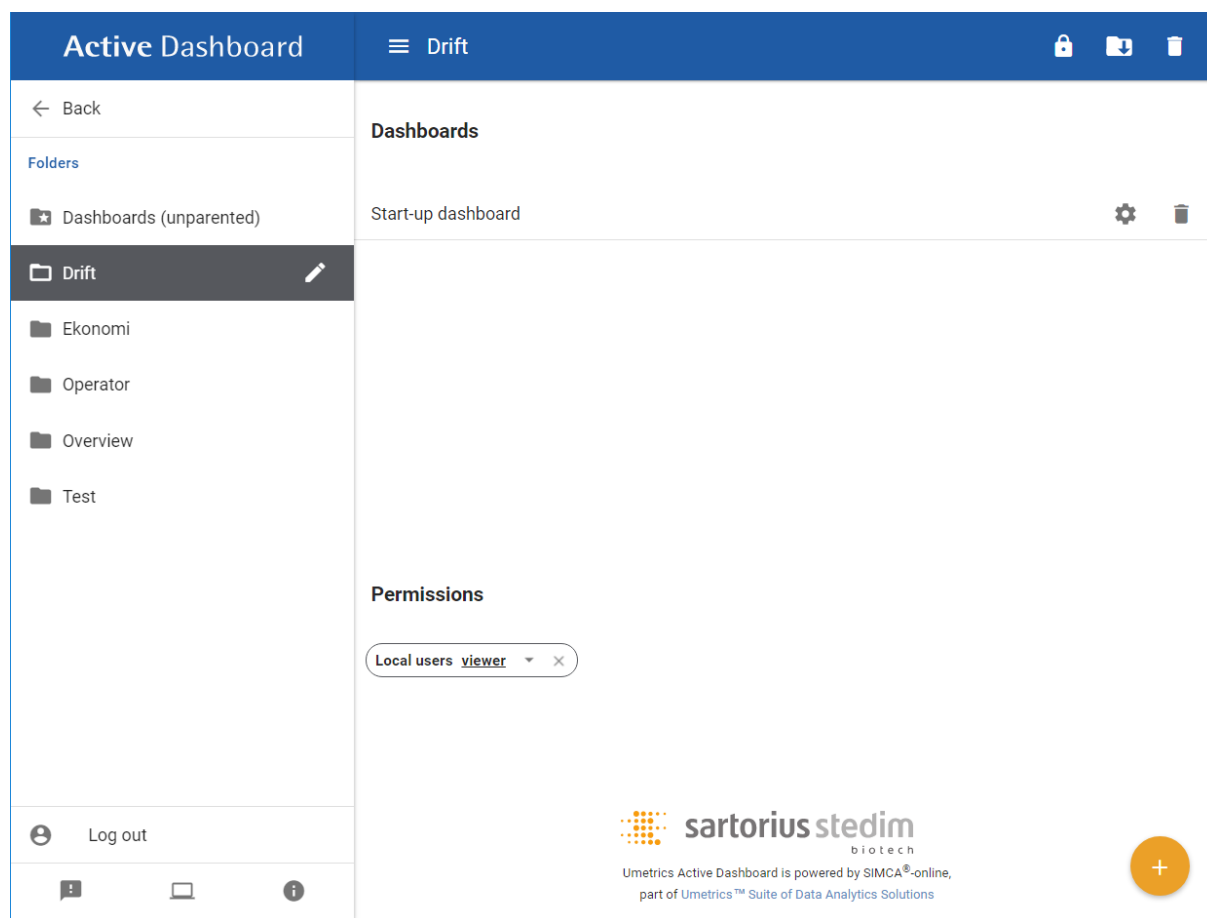 Active Dashboard
Drift
Back
Folders
Dashboards (unparented)
Drift
Ekonomi
Operator
Overview
Test
Log out
Dashboards
Start-up dashboard
Permissions
Local users viewer
sartorius stedim
biotech
Umetrics Active Dashboard is powered by SIMCA®-online,
part of Umetrics™ Suite of Data Analytics Solutions